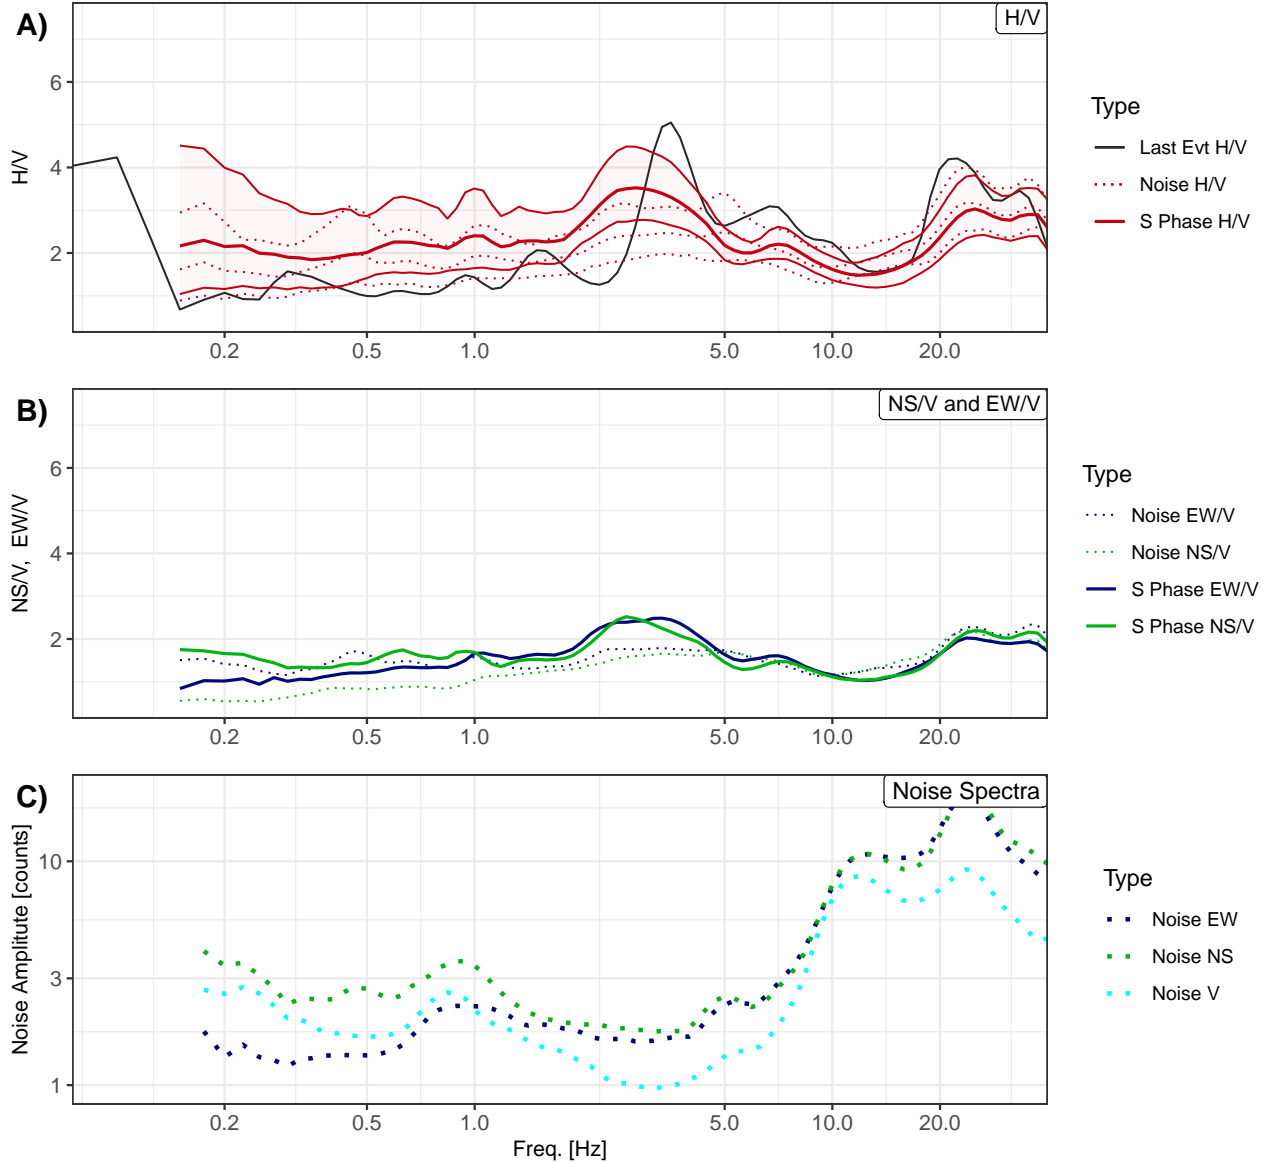 A)
H/V
H/V
6
4
2
0.2 0.5 1.0 5.0 10.0 20.0
Type
Last Evt H/V
Noise H/V
S Phase H/V
B)
NS/V and EW/V
NS/V, EW/V
6
4
2
0.2 0.5 1.0 5.0 10.0 20.0
Type
Noise EW/V
Noise NS/V
S Phase EW/V
S Phase NS/V
C)
Noise Spectra
Noise Amplitude [counts]
10
3
1
0.2 0.5 1.0 5.0 10.0 20.0
Freq. [Hz]
Type
Noise EW
Noise NS
Noise V